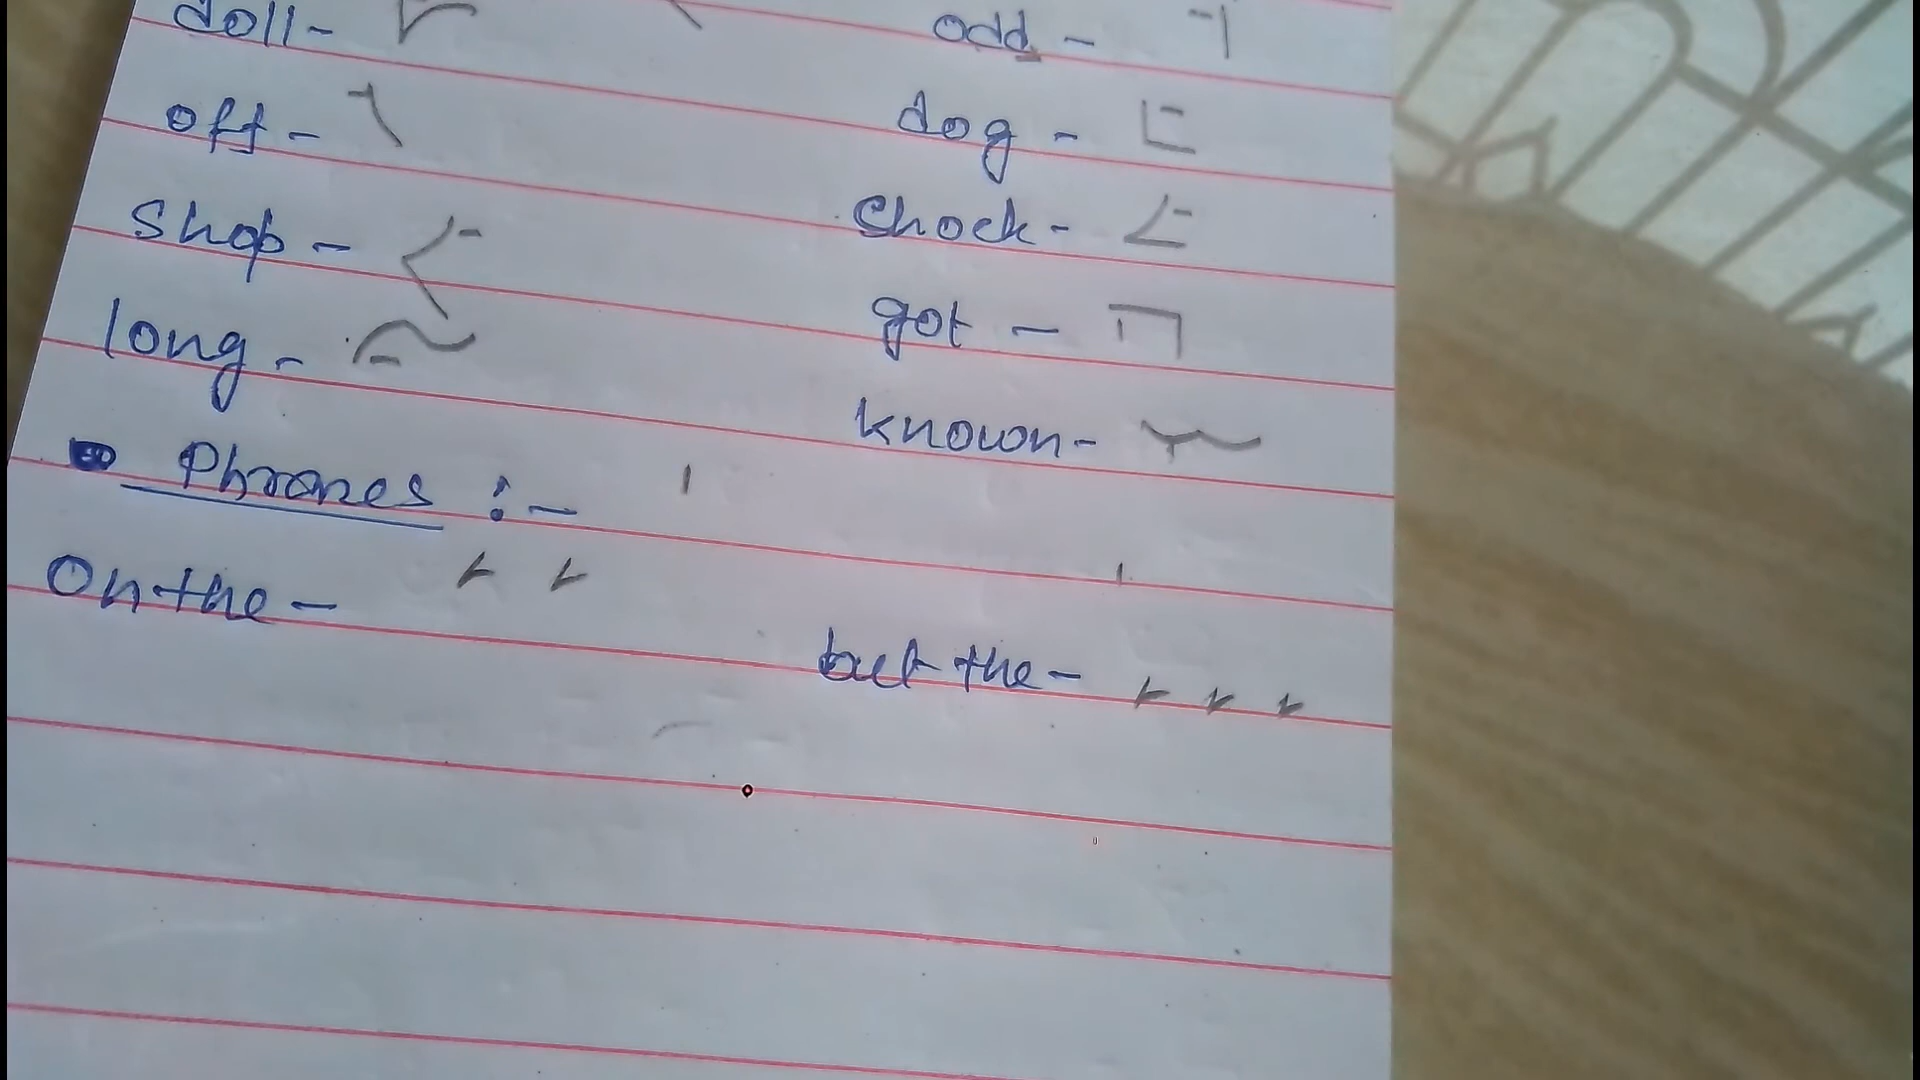 doll - odd -
off - dog -
Shop - Shock -
long - got -
known -
Phrases :-
On the -
but the -